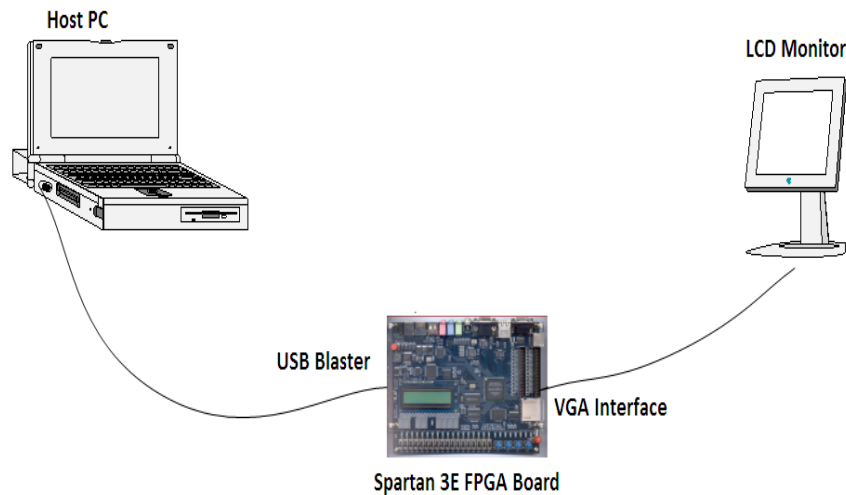 Host PC
LCD Monitor
USB Blaster
VGA Interface
Spartan 3E FPGA Board